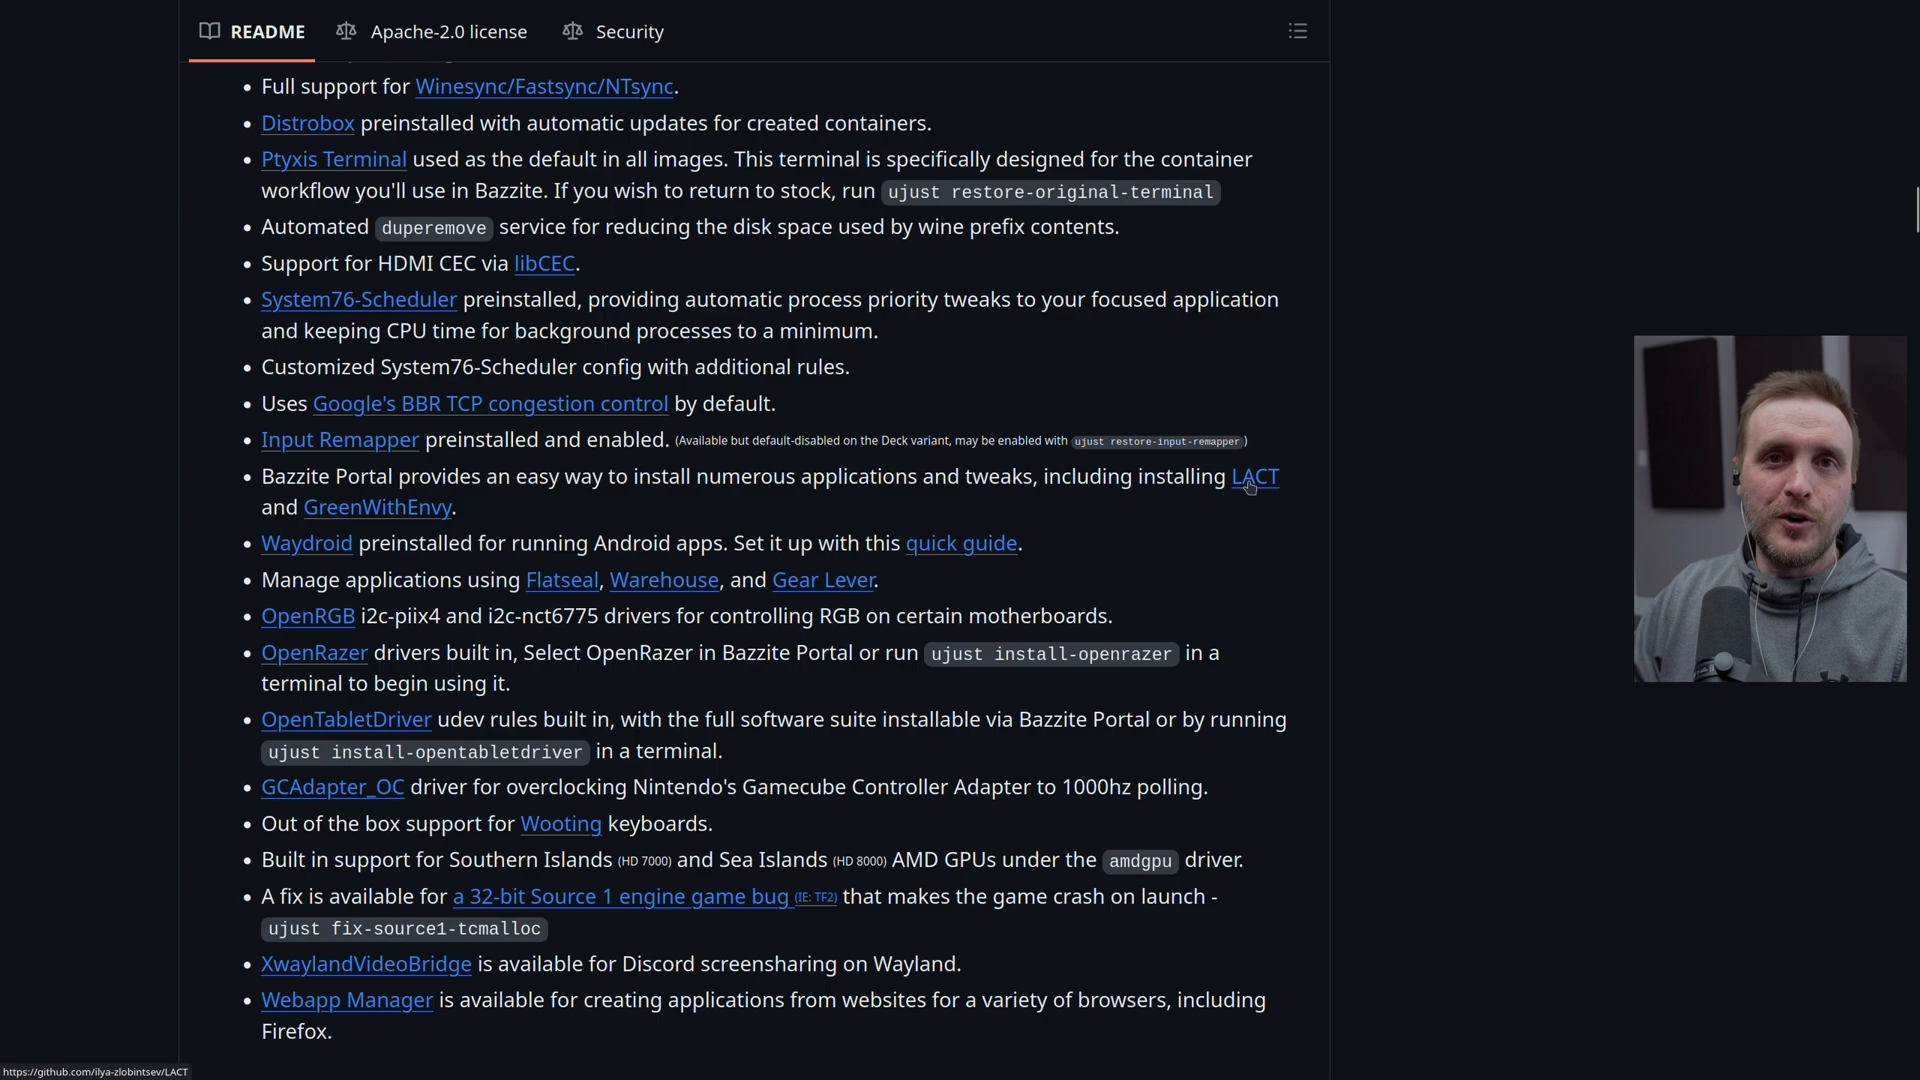 README Apache-2.0 license Security
Full support for Winesync/Fastsync/NTsync.
Distrobox preinstalled with automatic updates for created containers.
Ptyxis Terminal used as the default in all images. This terminal is specifically designed for the container
workflow you'll use in Bazzite. If you wish to return to stock, run ujust restore-original-terminal
Automated duperemove service for reducing the disk space used by wine prefix contents.
Support for HDMI CEC via libCEC.
System76-Scheduler preinstalled, providing automatic process priority tweaks to your focused application
and keeping CPU time for background processes to a minimum.
Customized System76-Scheduler config with additional rules.
Uses Google's BBR TCP congestion control by default.
Input Remapper preinstalled and enabled. (Available but default-disabled on the Deck variant, may be enabled with ujust restore-input-remapper)
Bazzite Portal provides an easy way to install numerous applications and tweaks, including installing LACT
and GreenWithEnvy.
Waydroid preinstalled for running Android apps. Set it up with this quick guide.
Manage applications using Flatseal, Warehouse, and Gear Lever.
OpenRGB i2c-piix4 and i2c-nct6775 drivers for controlling RGB on certain motherboards.
OpenRazer drivers built in, Select OpenRazer in Bazzite Portal or run ujust install-openrazer in a
terminal to begin using it.
OpenTabletDriver udev rules built in, with the full software suite installable via Bazzite Portal or by running
ujust install-opentabletdriver in a terminal.
GCAdapter_OC driver for overclocking Nintendo's Gamecube Controller Adapter to 1000hz polling.
Out of the box support for Wooting keyboards.
Built in support for Southern Islands (HD 7000) and Sea Islands (HD 8000) AMD GPUs under the amdgpu driver.
A fix is available for a 32-bit Source 1 engine game bug (IE: TF2) that makes the game crash on launch -
ujust fix-source1-tcmalloc
XwaylandVideoBridge is available for Discord screensharing on Wayland.
Webapp Manager is available for creating applications from websites for a variety of browsers, including
Firefox.
https://github.com/ilya-zlobintsev/LACT